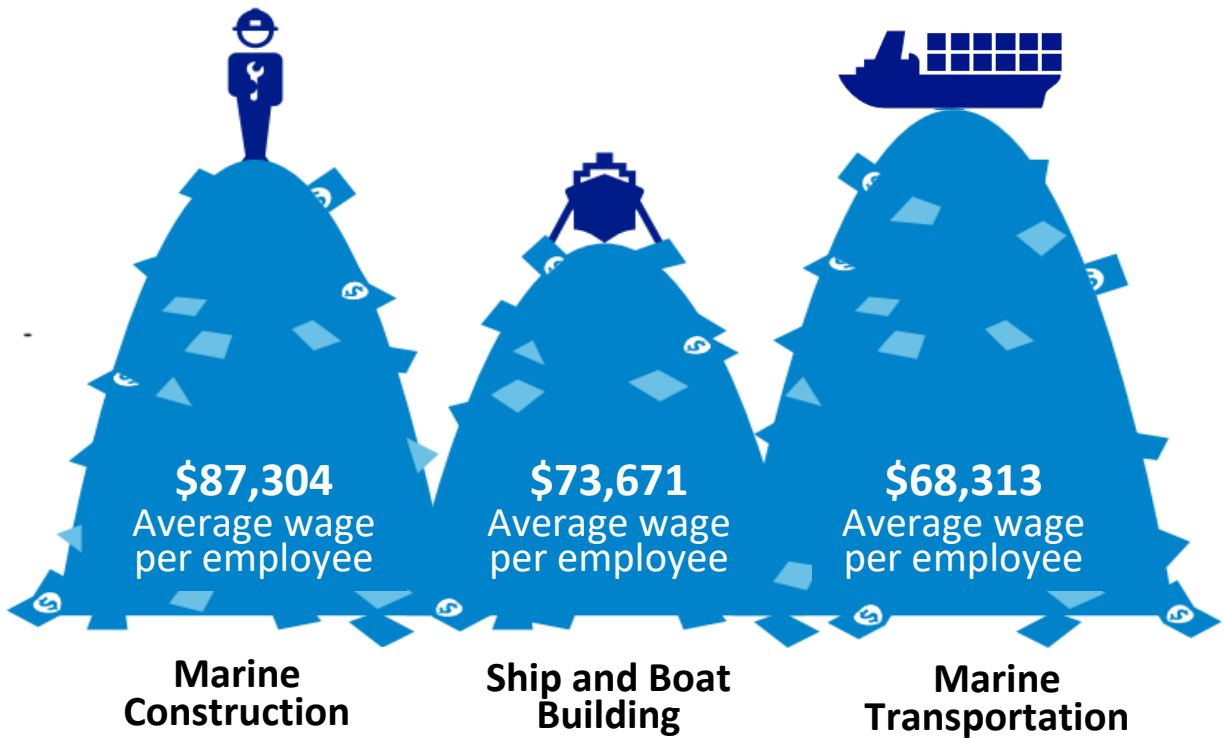 $87,304
Average wage
per employee
$73,671
Average wage
per employee
$68,313
Average wage
per employee
Marine
Construction
Ship and Boat
Building
Marine
Transportation